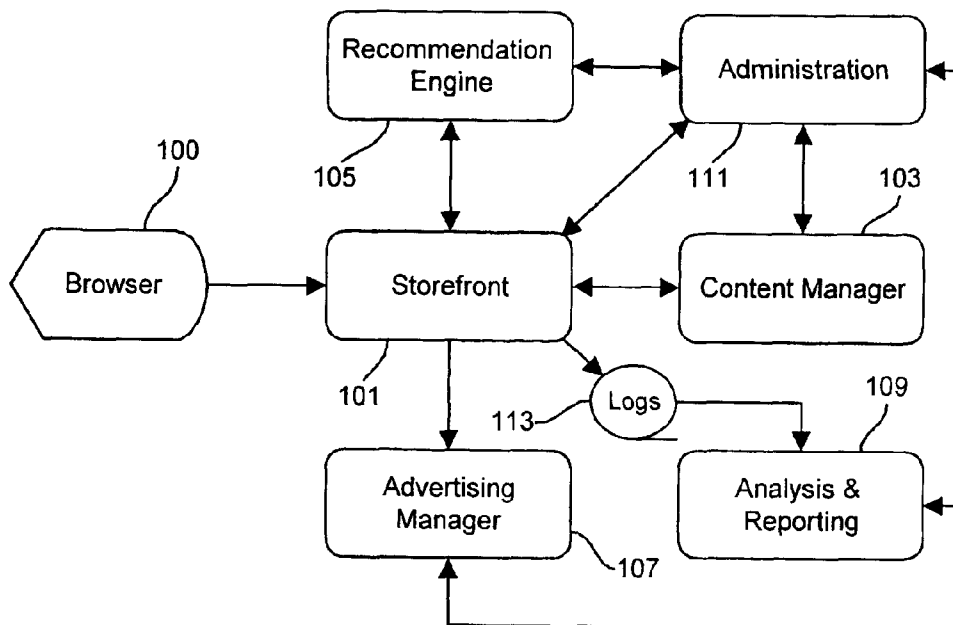 Recommendation
Engine
Administration
100
105
111
103
Browser
Storefront
Content Manager
101
113
Logs
109
Advertising
Manager
Analysis &
Reporting
107